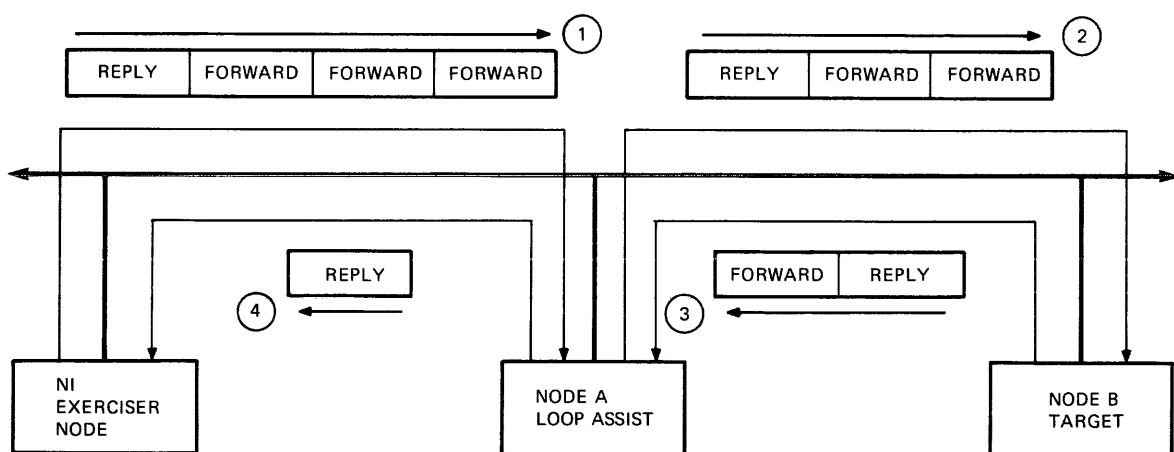 1
2
REPLY FORWARD FORWARD FORWARD
REPLY FORWARD FORWARD
REPLY
FORWARD REPLY
4
3
NI
EXERCISER
NODE
NODE A
LOOP ASSIST
NODE B
TARGET